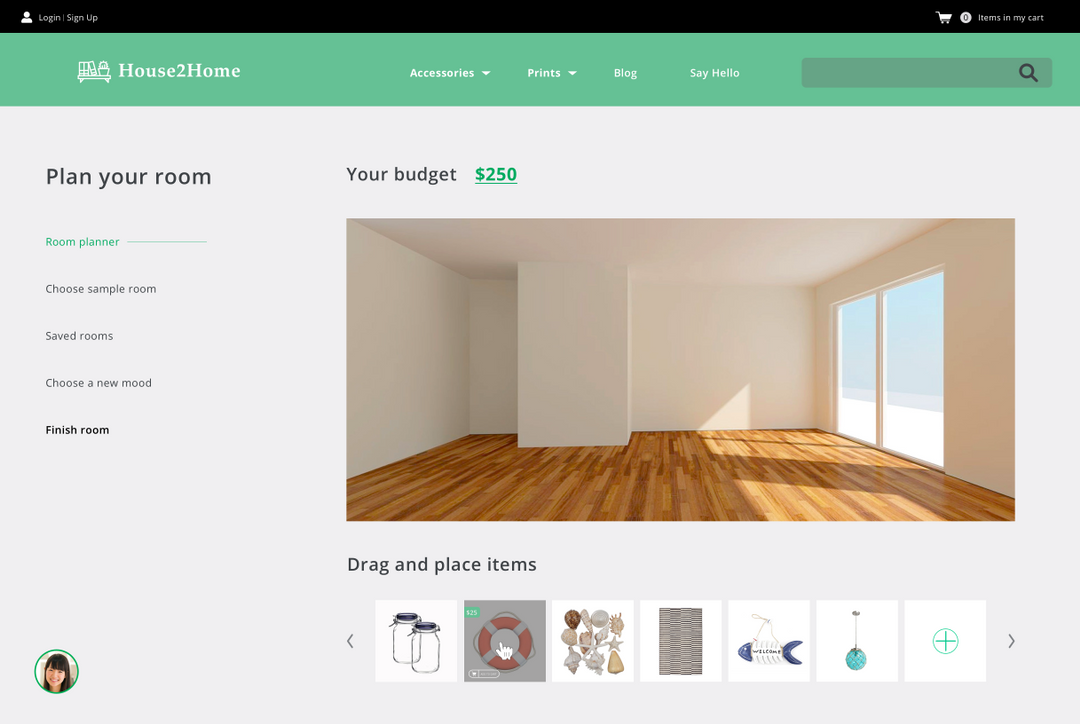 Login | Sign Up
0 Items in my cart
House2Home
Accessories
Prints
Blog
Say Hello
Plan your room
Your budget $250
Room planner
Choose sample room
Saved rooms
Choose a new mood
Finish room
Drag and place items
$25
WELCOME